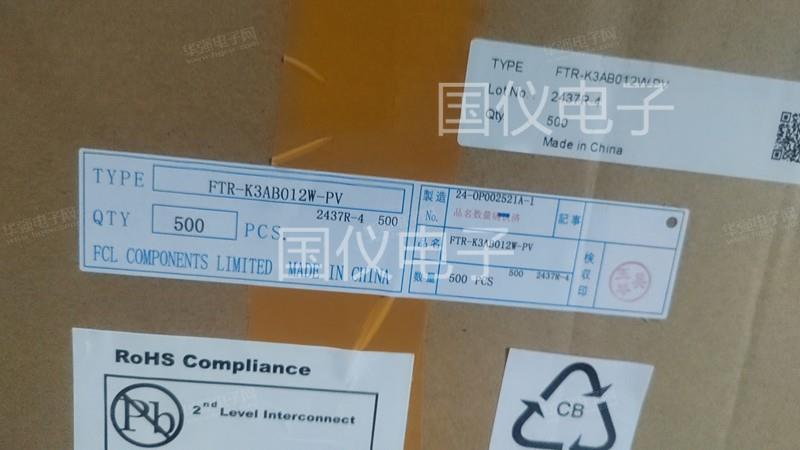 TYPE FTR-K3AB012W-PV
Lot No 2437R-4
Qty 500
Made in China
国仪电子
TYPE FTR-K3AB012W-PV
2437R-4 500
QTY 500 PCS.
FCL COMPONENTS LIMITED MADE IN CHINA
製造 No. 24-OP002521A-1
品名数量 済
記事
品名 FTR-K3AB012W-PV
500 2437R-4
数量 500 PCS
検収印
国仪电子
RoHS Compliance
Pb 2nd Level Interconnect
CB
华强电子网